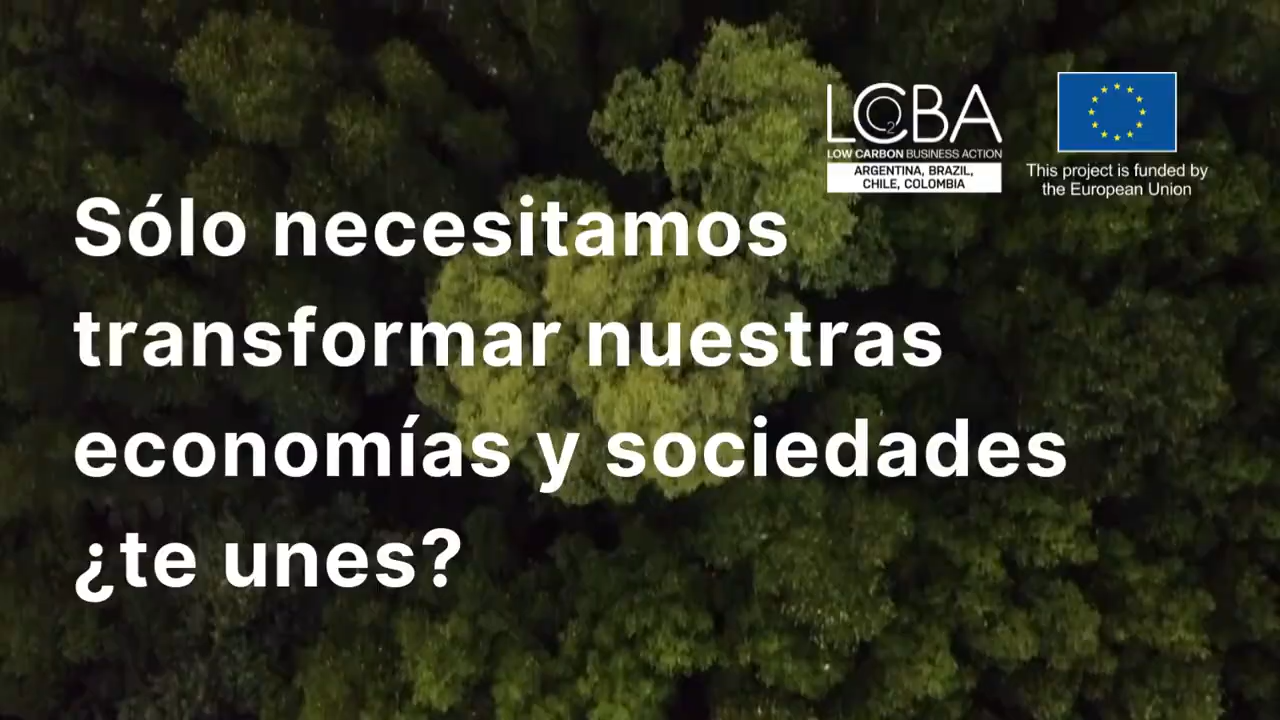 LCO2BA
LOW CARBON BUSINESS ACTION
ARGENTINA, BRAZIL,
CHILE, COLOMBIA
This project is funded by
the European Union
Sólo necesitamos
transformar nuestras
economías y sociedades
¿te unes?